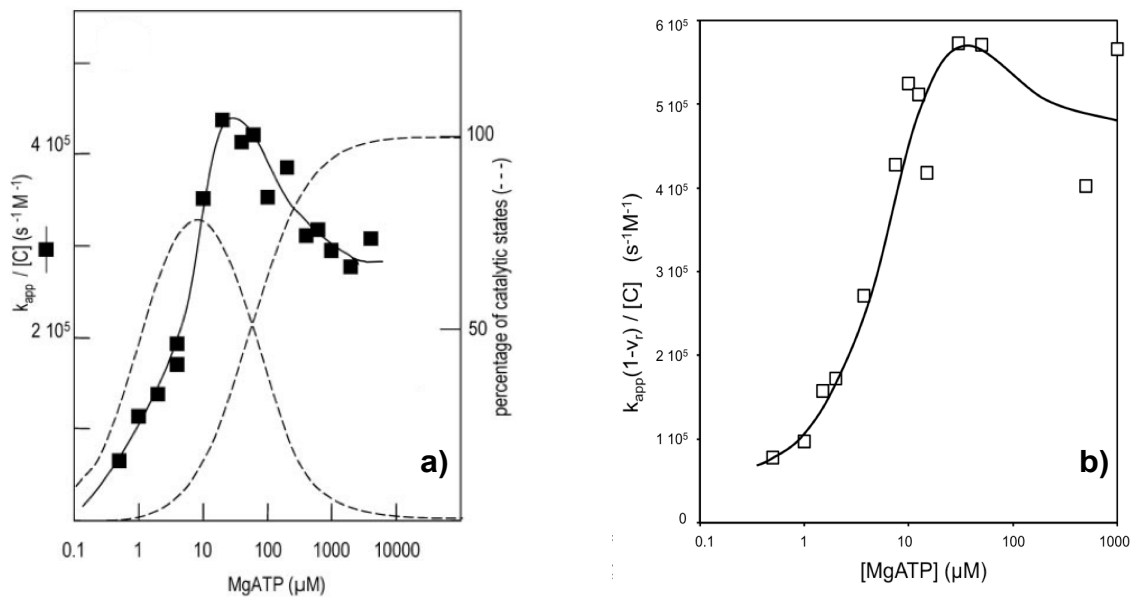 k_app / [C] (s⁻¹ M⁻¹)
4 10⁵
2 10⁵
100
50
percentage of catalytic states (---)
a)
0.1 1 10 100 1000 10000
MgATP (µM)
k_app(1-v_r) / [C] (s⁻¹M⁻¹)
6 10⁵
5 10⁵
4 10⁵
3 10⁵
2 10⁵
1 10⁵
0
b)
0.1 1 10 100 1000
[MgATP] (µM)